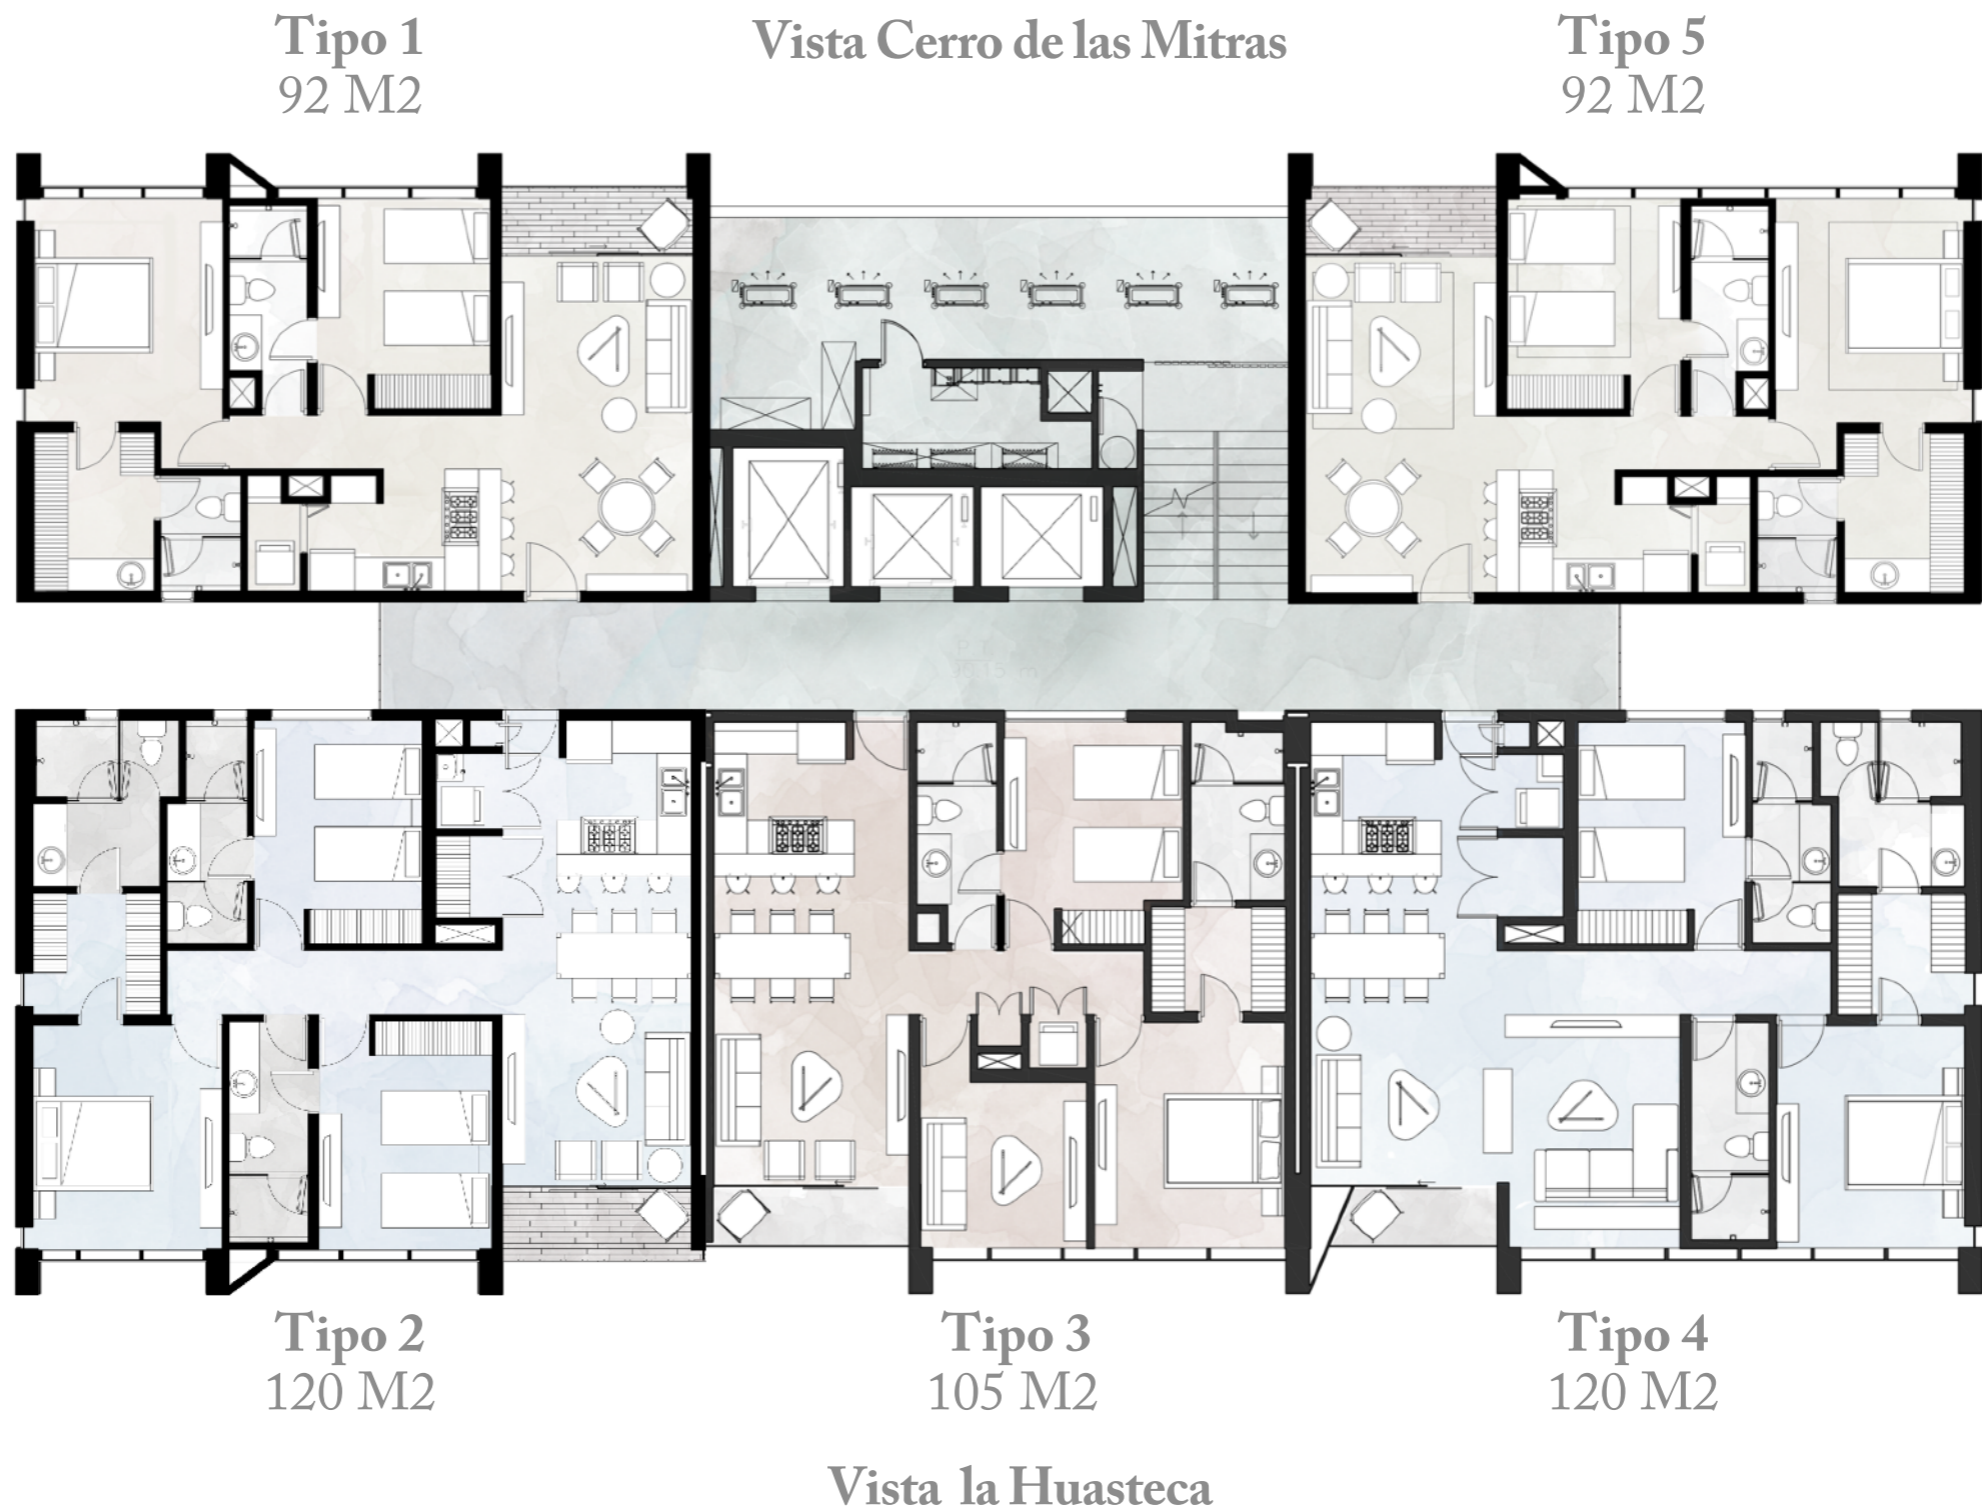 Tipo 1
92 M2
Vista Cerro de las Mitras
Tipo 5
92 M2
Tipo 2
120 M2
Tipo 3
105 M2
Tipo 4
120 M2
Vista la Huasteca